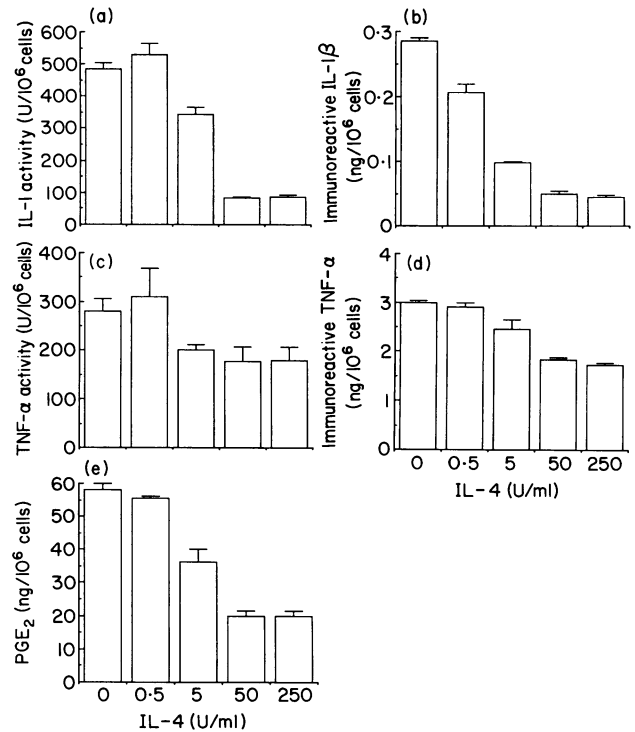 (a)
IL-1 activity (U/10⁶ cells)
600
500
400
300
200
100
0
(b)
Immunoreactive IL-1β
(ng/10⁶ cells)
0·3
0·2
0·1
0
(c)
TNF-α activity (U/10⁶ cells)
400
300
200
100
0
(d)
Immunoreactive TNF-α
(ng/10⁶ cells)
4
3
2
1
0
0 0·5 5 50 250
IL-4 (U/ml)
(e)
PGE₂ (ng/10⁶ cells)
60
50
40
30
20
10
0
0 0·5 5 50 250
IL-4 (U/ml)